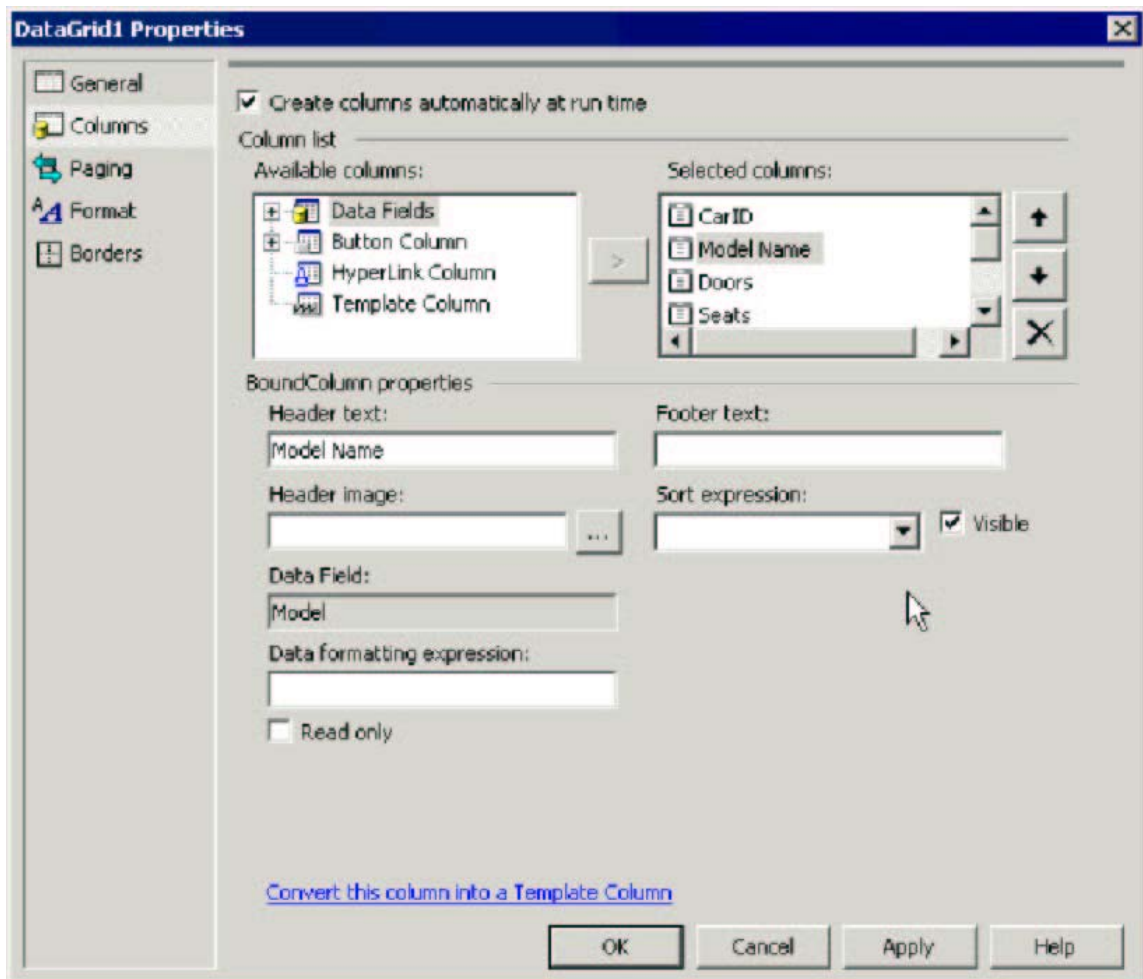 DataGrid1 Properties
General
Columns
Paging
Format
Borders
Create columns automatically at run time
Column list
Available columns:
Data Fields
Button Column
HyperLink Column
Template Column
>
Selected columns:
CarID
Model Name
Doors
Seats
BoundColumn properties
Header text:
Model Name
Footer text:
Header image:
...
Sort expression:
Visible
Data Field:
Model
Data formatting expression:
Read only
Convert this column into a Template Column
OK
Cancel
Apply
Help